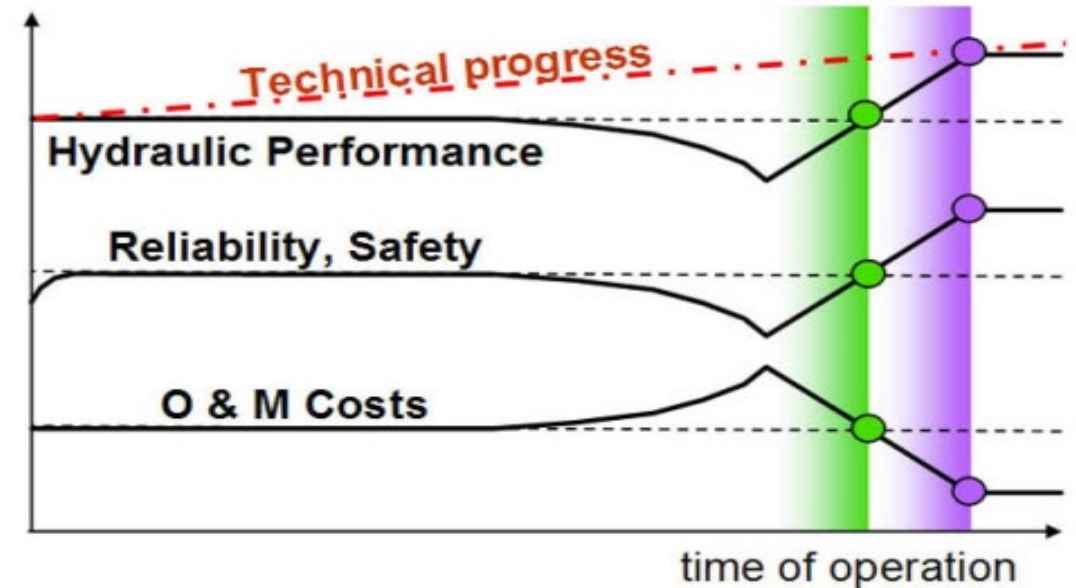 Technical progress
Hydraulic Performance
Reliability, Safety
O & M Costs
time of operation